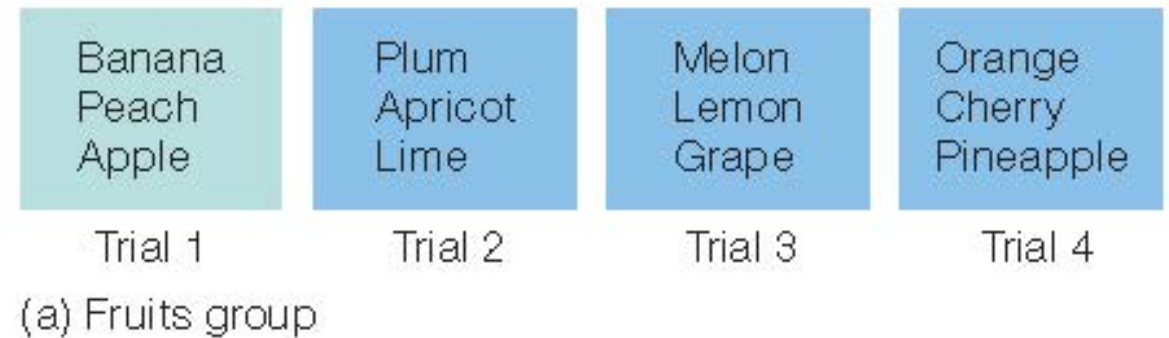 Banana
Peach
Apple
Plum
Apricot
Lime
Melon
Lemon
Grape
Orange
Cherry
Pineapple
Trial 1
Trial 2
Trial 3
Trial 4
(a) Fruits group